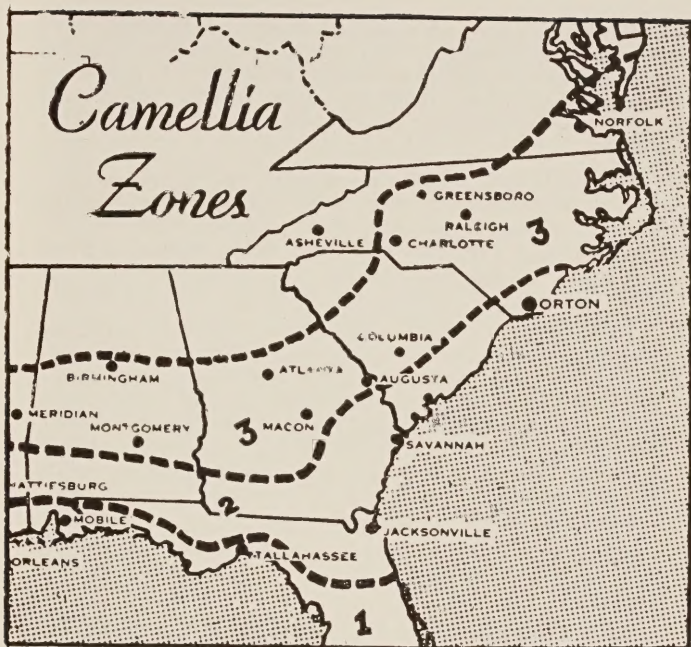 Camellia
Zones
NORFOLK
GREENSBORO
RALEIGH
3
ASHEVILLE
CHARLOTTE
ORTON
COLUMBIA
ATLANTA
BIRMINGHAM
AUGUSTA
MERIDIAN
3
MACON
MONTGOMERY
SAVANNAH
HATTIESBURG
2
MOBILE
JACKSONVILLE
ORLEANS
TALLAHASSEE
1